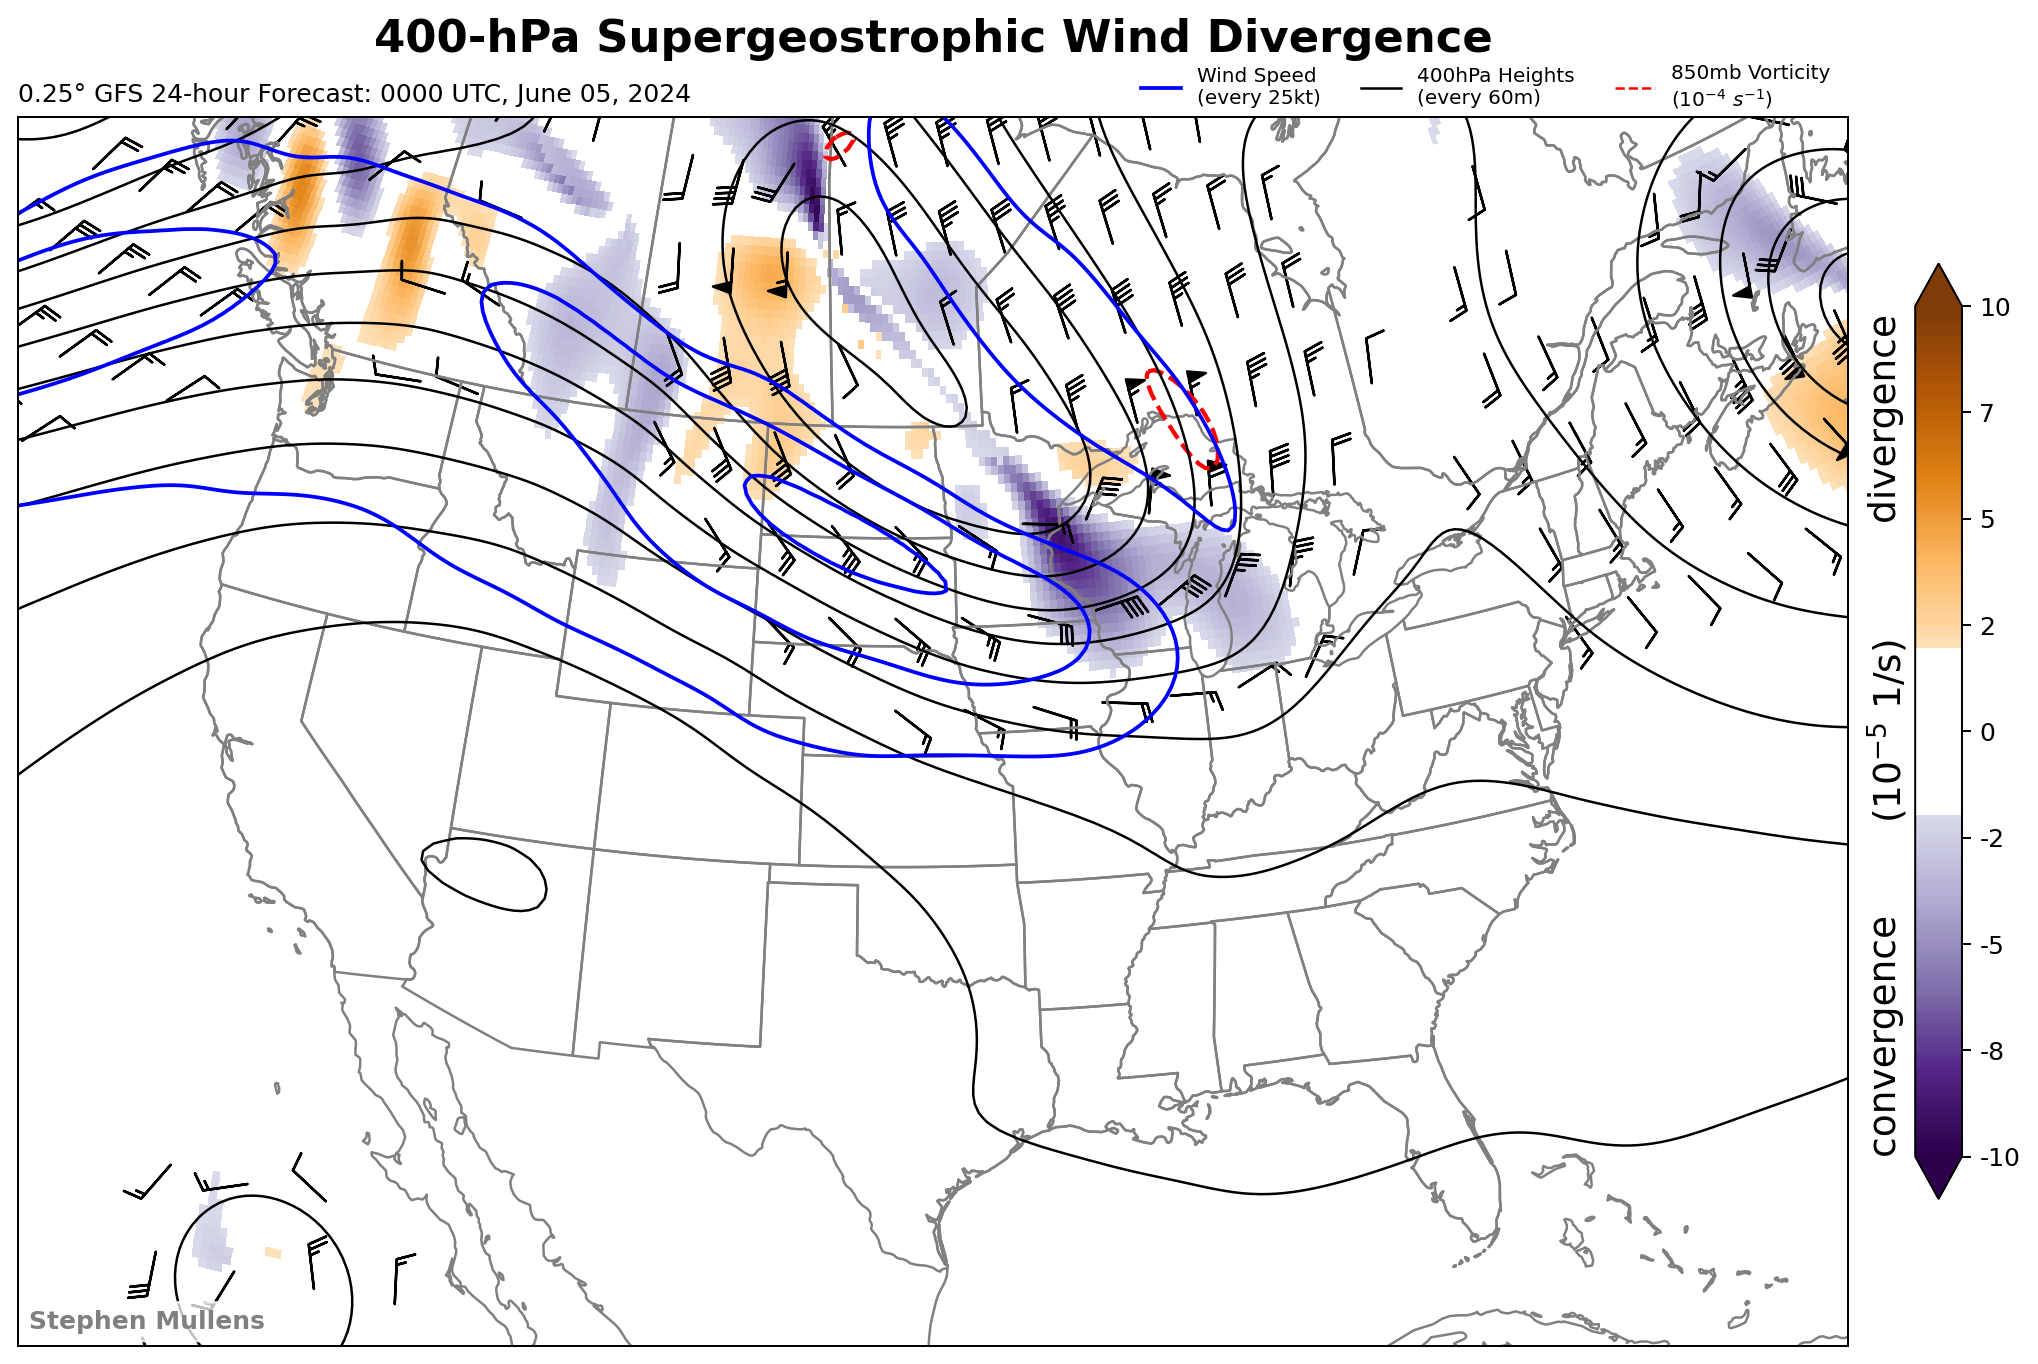 400-hPa Supergeostrophic Wind Divergence
0.25° GFS 24-hour Forecast: 0000 UTC, June 05, 2024
Wind Speed
(every 25kt)
400hPa Heights
(every 60m)
850mb Vorticity
(10⁻⁴ s⁻¹)
10
7
5
2
0
-2
-5
-8
-10
convergence (10⁻⁵ 1/s) divergence
Stephen Mullens